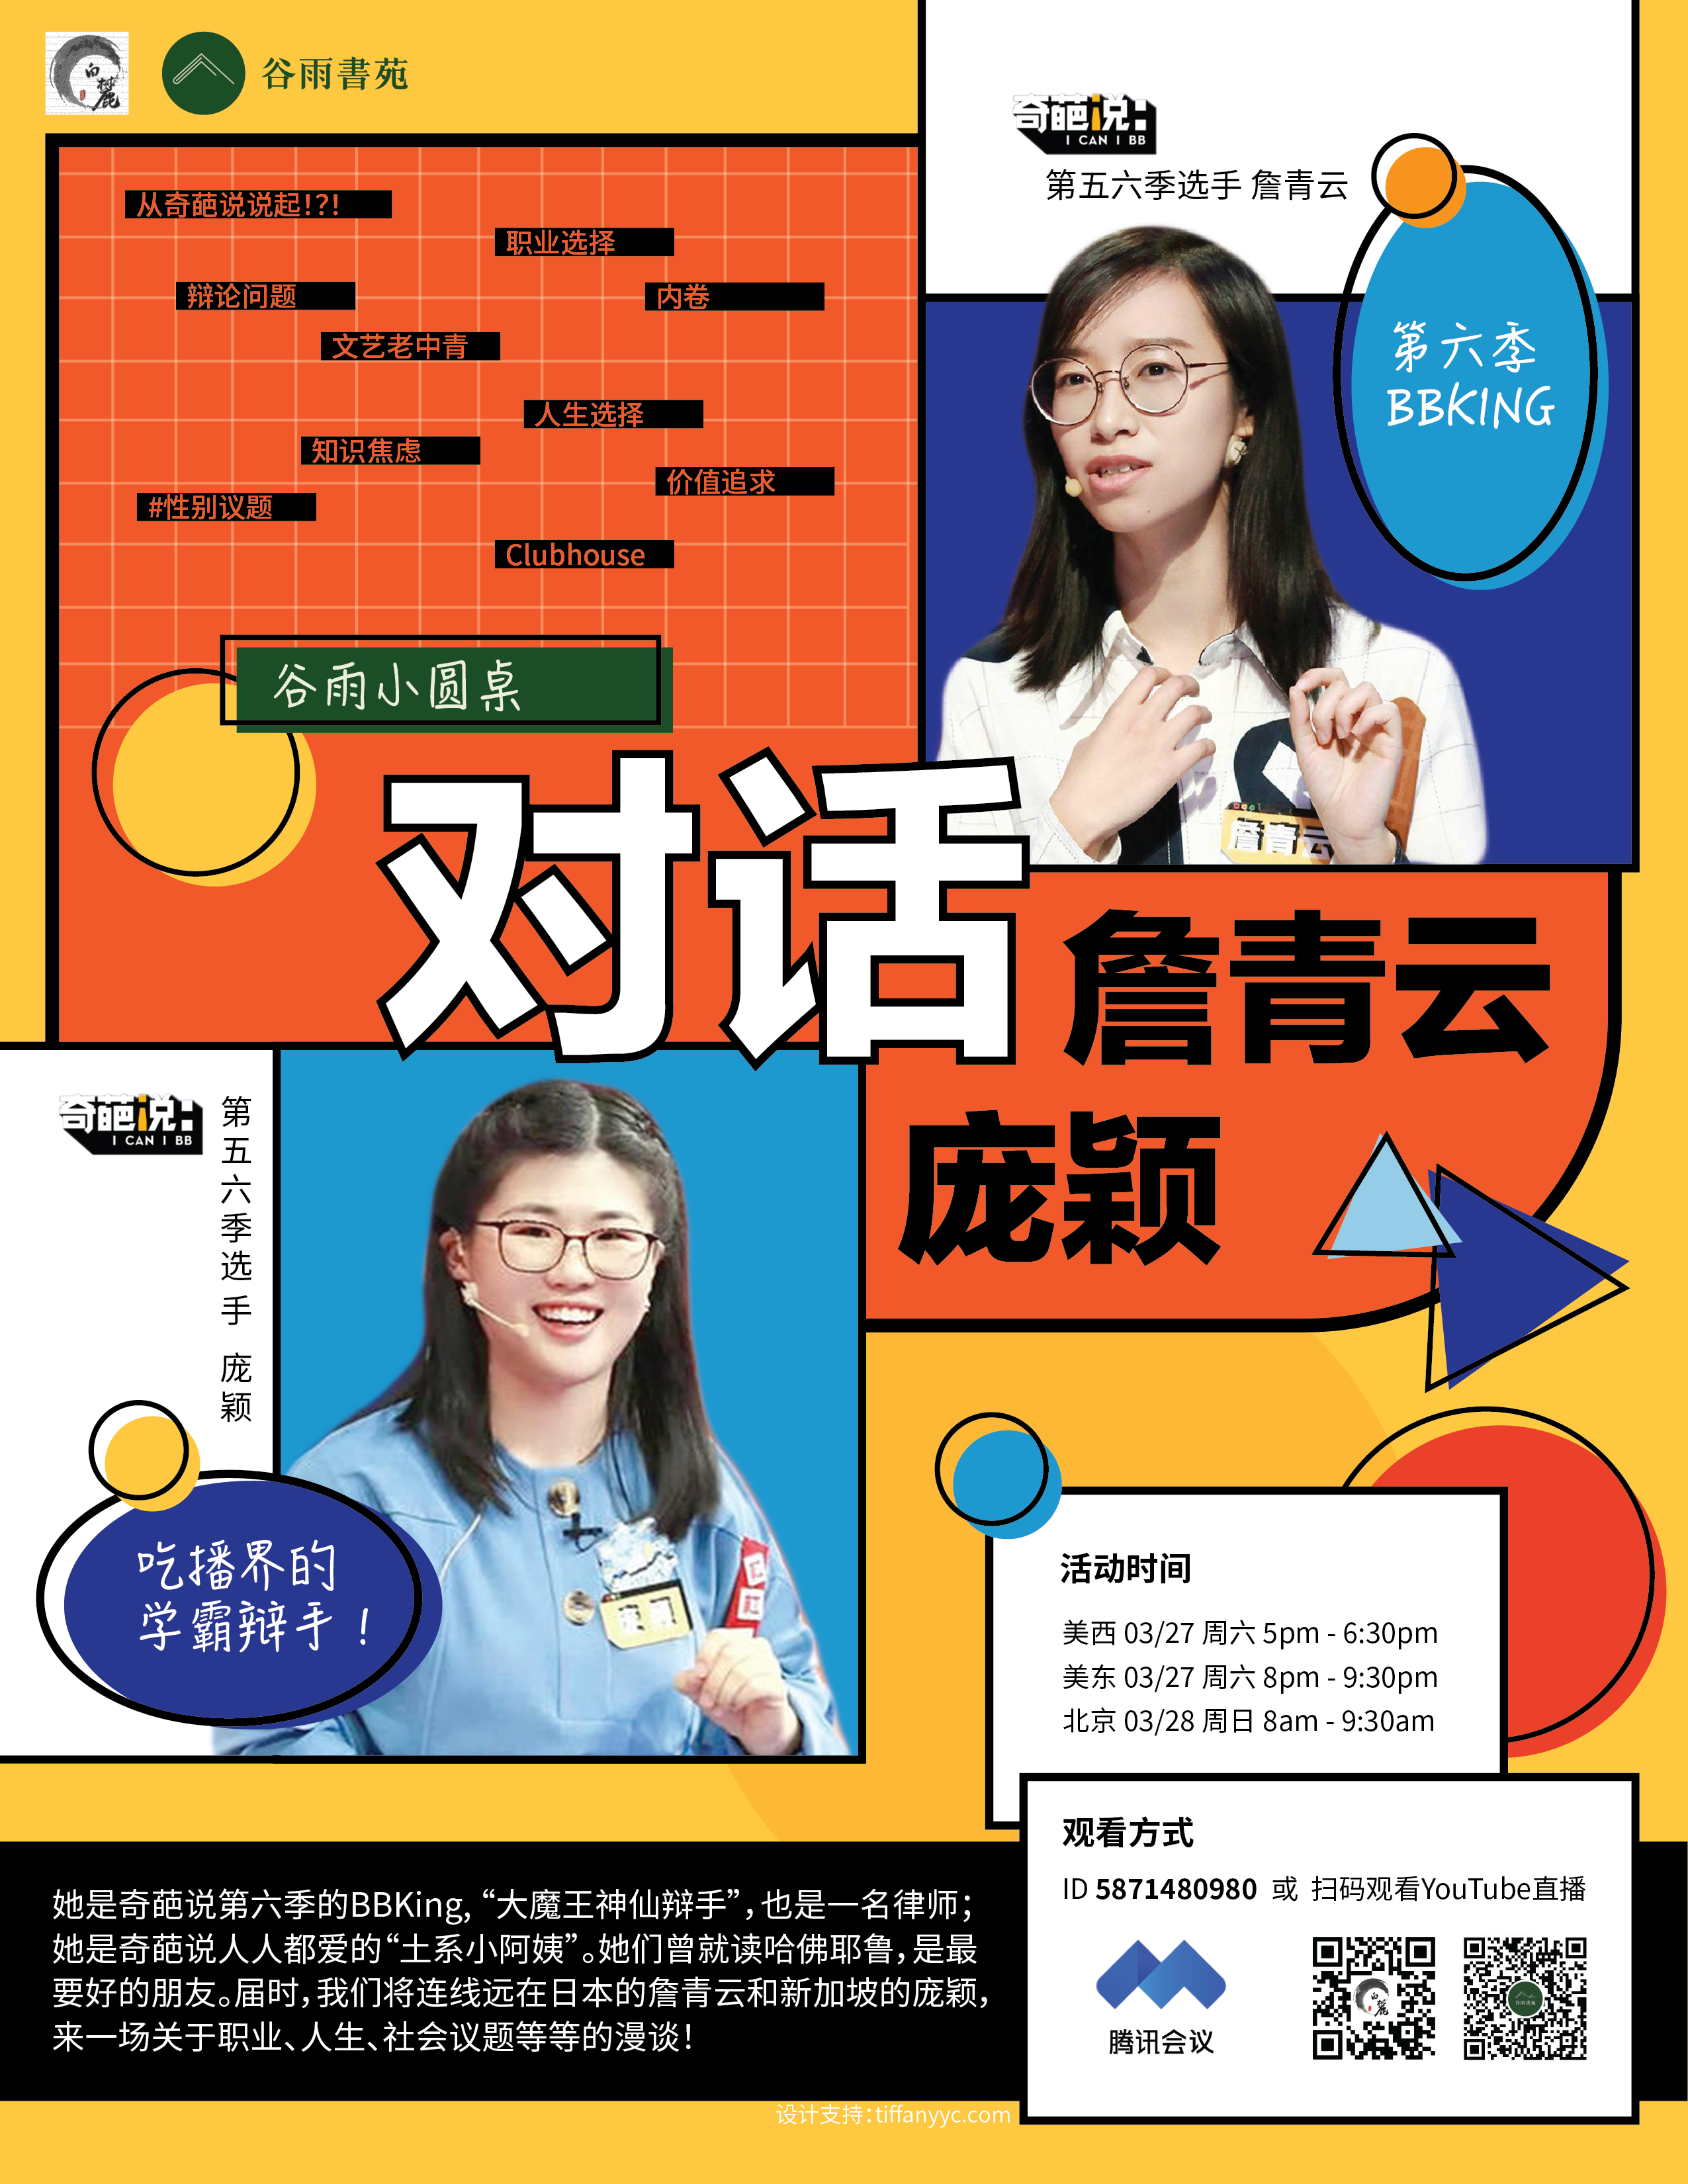 白麓
谷雨書苑
奇葩说:
I CAN I BB
第五六季选手 詹青云
从奇葩说说起!?!
职业选择
辩论问题
内卷
文艺老中青
人生选择
知识焦虑
价值追求
#性别议题
Clubhouse
第六季
BBKING
谷雨小圆桌
詹青云
对话
詹青云
庞颖
奇葩说:
I CAN I BB
第五六季选手 庞颖
吃播界的
学霸辩手！
活动时间
美西 03/27 周六 5pm - 6:30pm
美东 03/27 周六 8pm - 9:30pm
北京 03/28 周日 8am - 9:30am
观看方式
ID 5871480980 或 扫码观看YouTube直播
腾讯会议
她是奇葩说第六季的BBKing，“大魔王神仙辩手”，也是一名律师；
她是奇葩说人人都爱的“土系小阿姨”。她们曾就读哈佛耶鲁，是最
要好的朋友。届时，我们将连线远在日本的詹青云和新加坡的庞颖，
来一场关于职业、人生、社会议题等等的漫谈！
设计支持：tiffanyyc.com